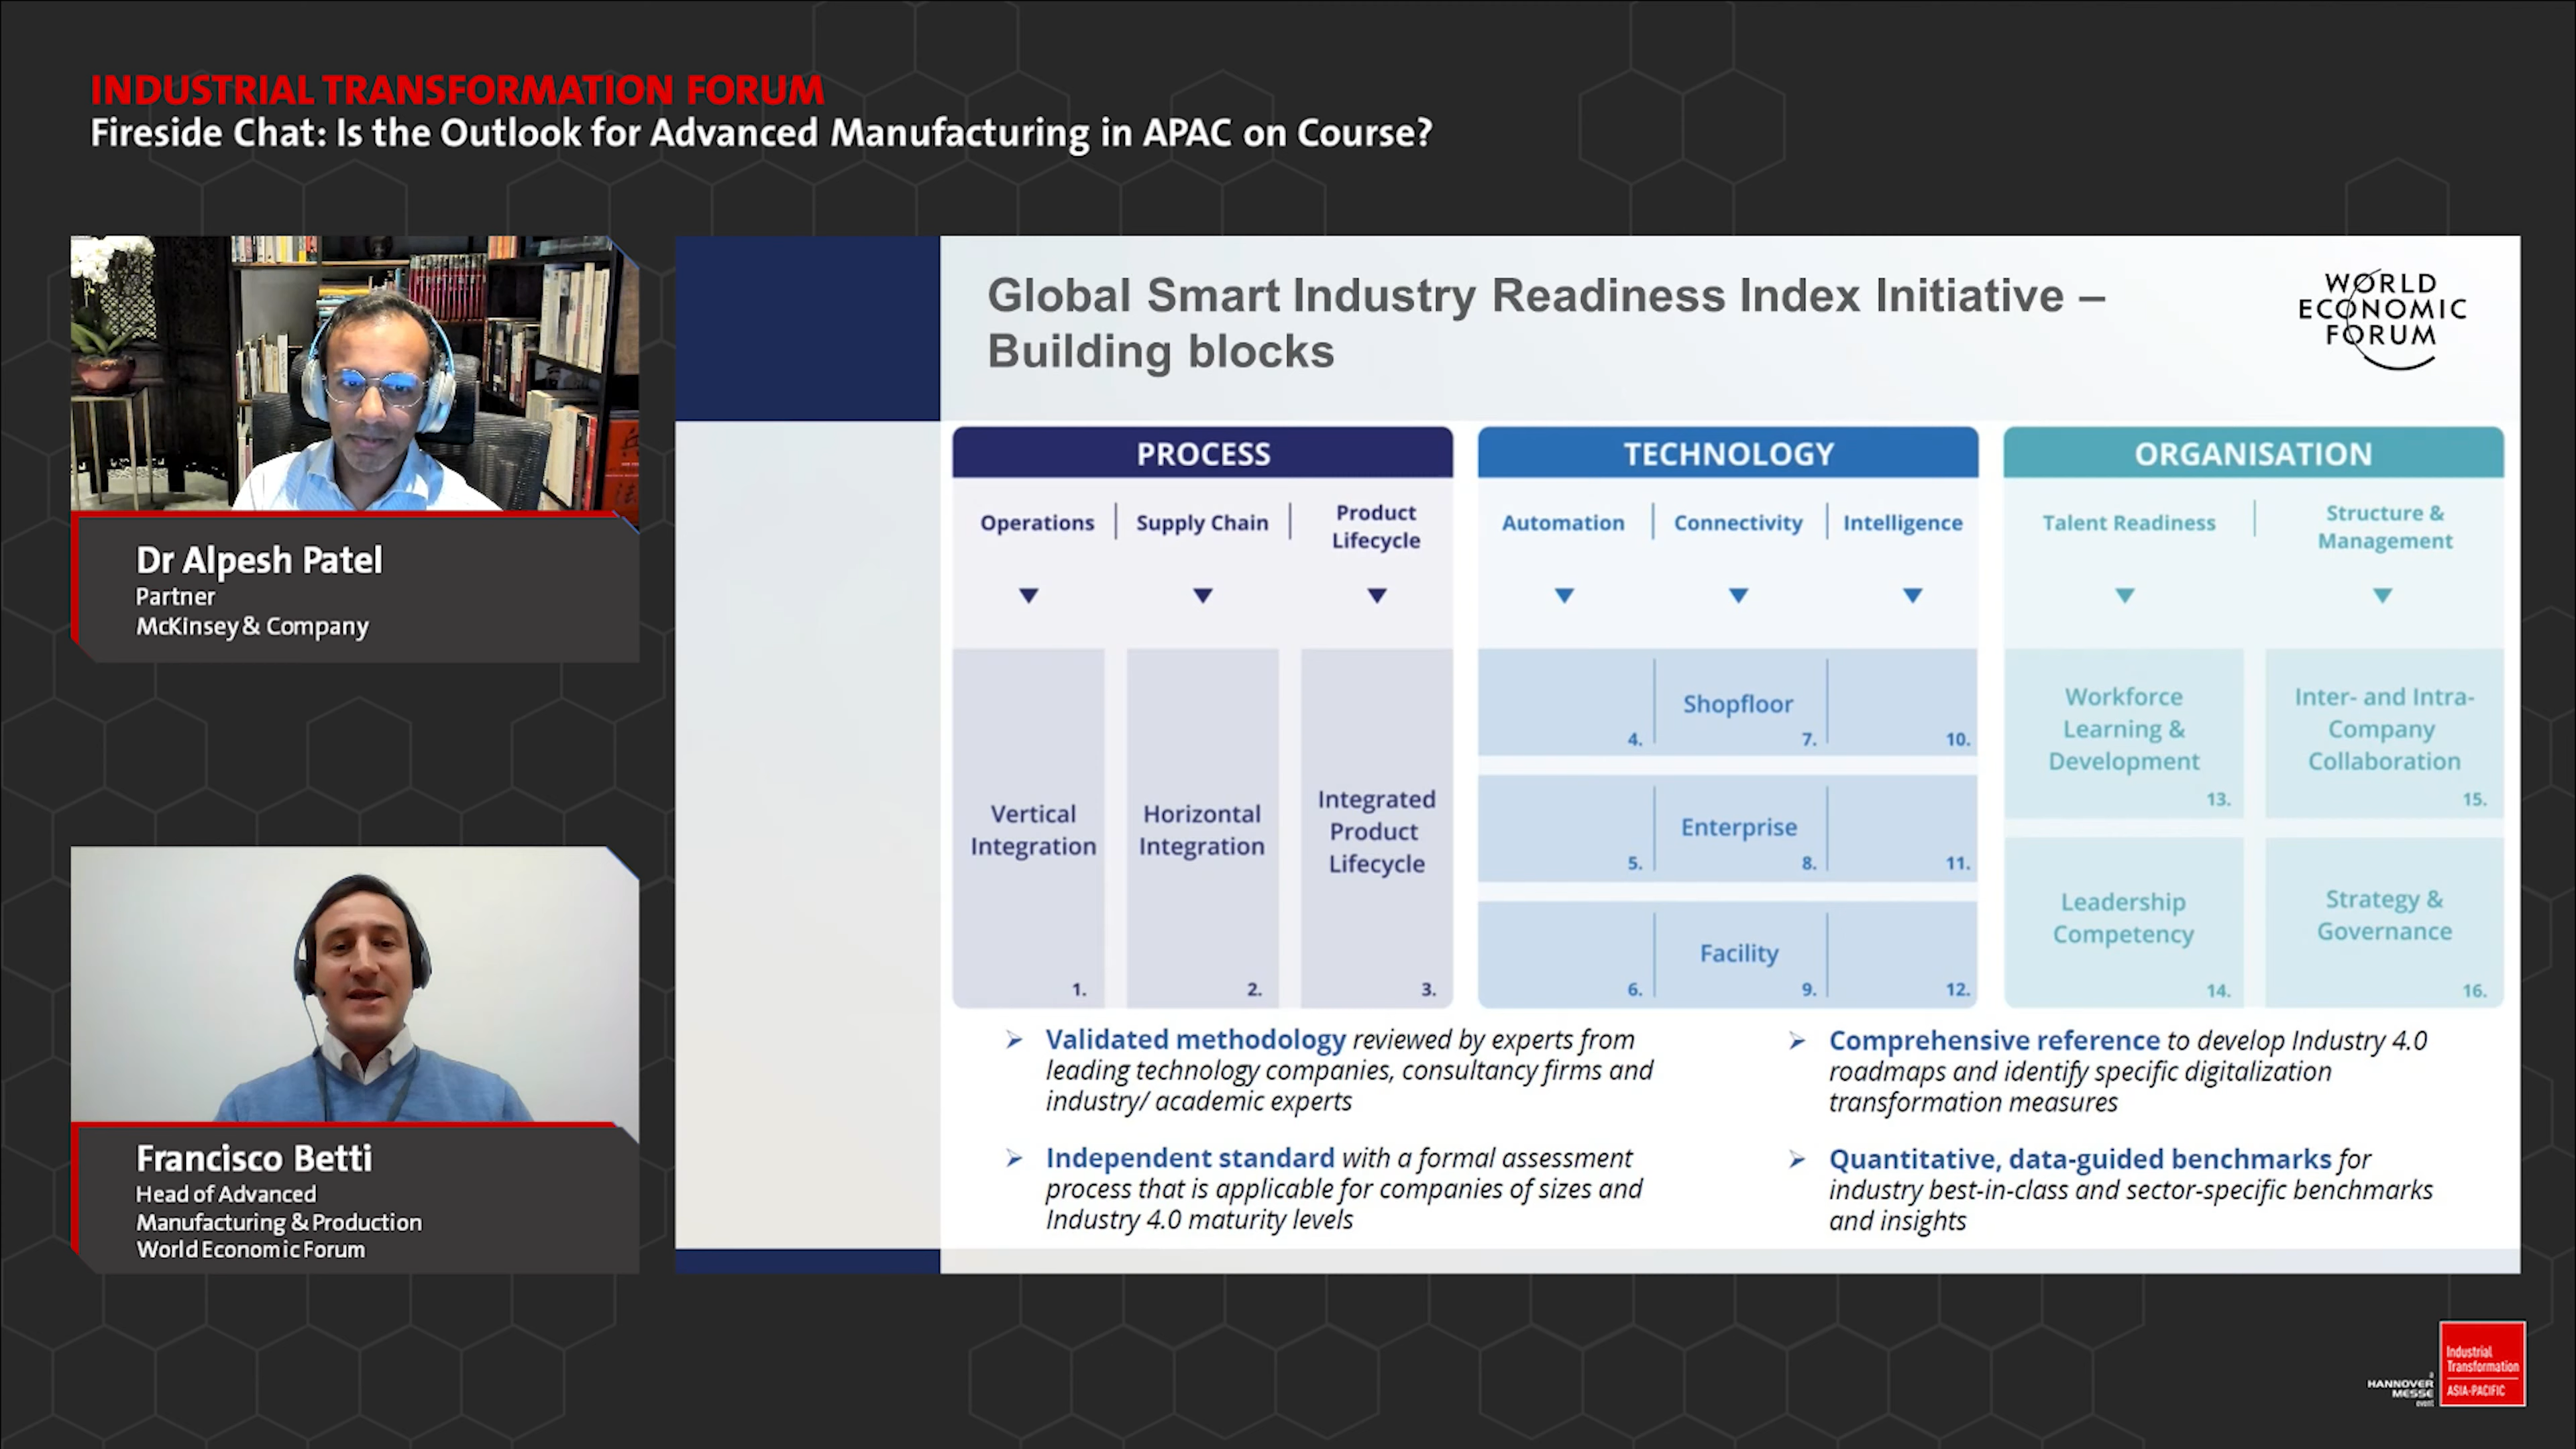 INDUSTRIAL TRANSFORMATION FORUM
Fireside Chat: Is the Outlook for Advanced Manufacturing in APAC on Course?
Dr Alpesh Patel
Partner
McKinsey & Company
Francisco Betti
Head of Advanced
Manufacturing & Production
World Economic Forum
Global Smart Industry Readiness Index Initiative –
Building blocks
WORLD
ECONOMIC
FORUM
PROCESS
Operations
Supply Chain
Product
Lifecycle
Vertical
Integration
1.
Horizontal
Integration
2.
Integrated
Product
Lifecycle
3.
TECHNOLOGY
Automation
Connectivity
Intelligence
Shopfloor
4.
7.
10.
Enterprise
5.
8.
11.
Facility
6.
9.
12.
ORGANISATION
Talent Readiness
Structure &
Management
Workforce
Learning &
Development
13.
Inter- and Intra-
Company
Collaboration
15.
Leadership
Competency
14.
Strategy &
Governance
16.
Validated methodology reviewed by experts from
leading technology companies, consultancy firms and
industry/ academic experts
Independent standard with a formal assessment
process that is applicable for companies of sizes and
Industry 4.0 maturity levels
Comprehensive reference to develop Industry 4.0
roadmaps and identify specific digitalization
transformation measures
Quantitative, data-guided benchmarks for
industry best-in-class and sector-specific benchmarks
and insights
a
HANNOVER
MESSE
event
Industrial
Transformation
ASIA-PACIFIC